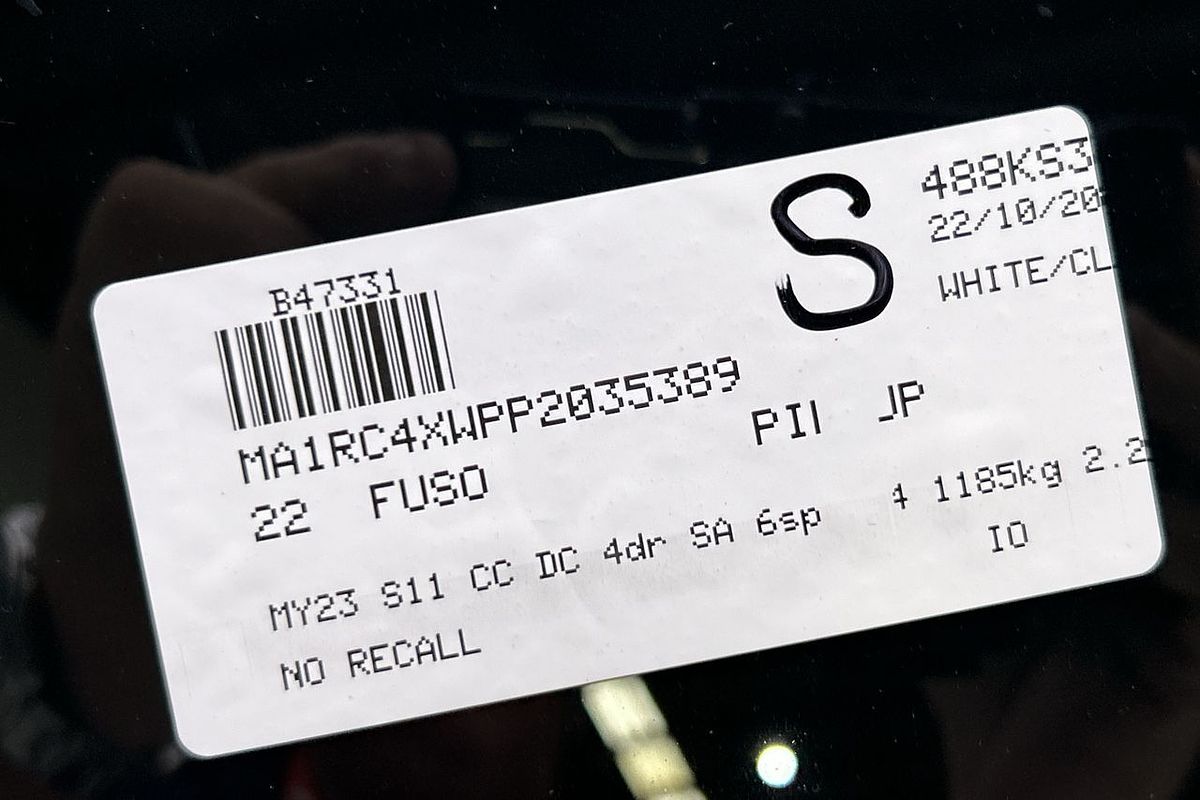 S
488KS3
22/10/20
WHITE/CL
B47331
MA1RC4XWPP2035389
PII JP
22 FUSO
MY23 S11 CC DC 4dr SA 6sp 4 1185kg 2.2
IO
NO RECALL